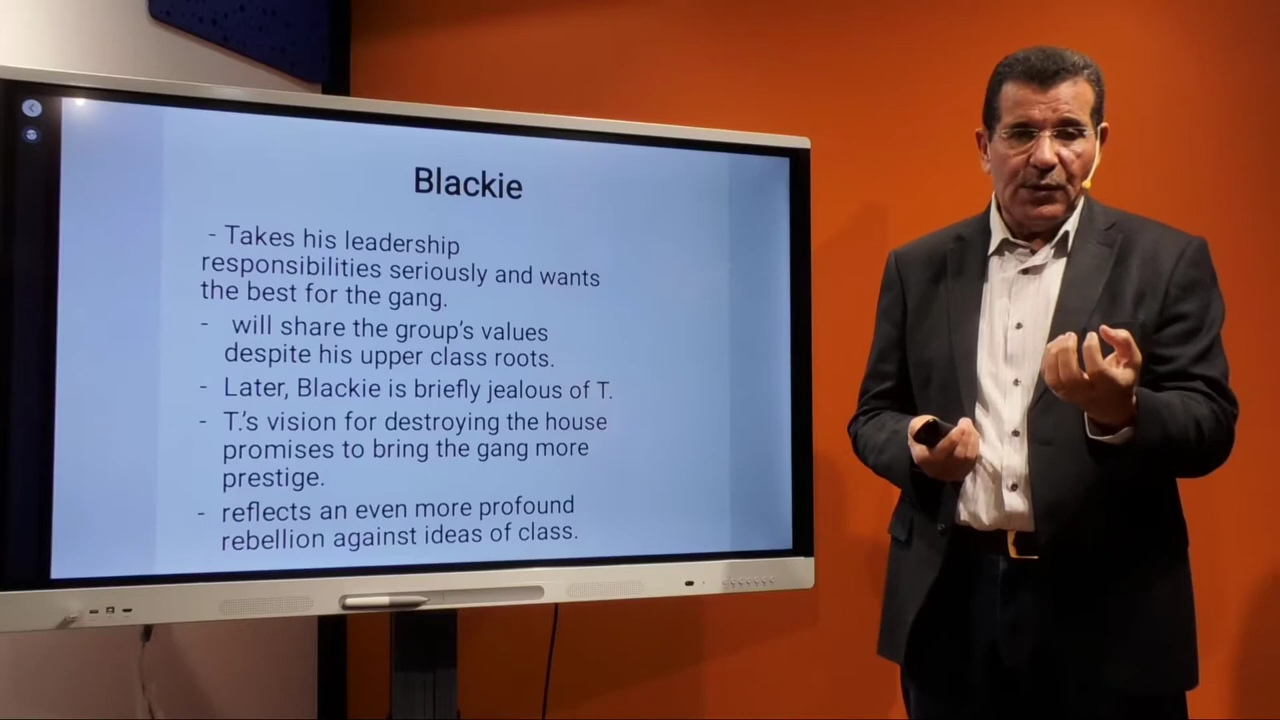 Blackie
- Takes his leadership
responsibilities seriously and wants
the best for the gang.
- will share the group's values
despite his upper class roots.
- Later, Blackie is briefly jealous of T.
- T.'s vision for destroying the house
promises to bring the gang more
prestige.
- reflects an even more profound
rebellion against ideas of class.